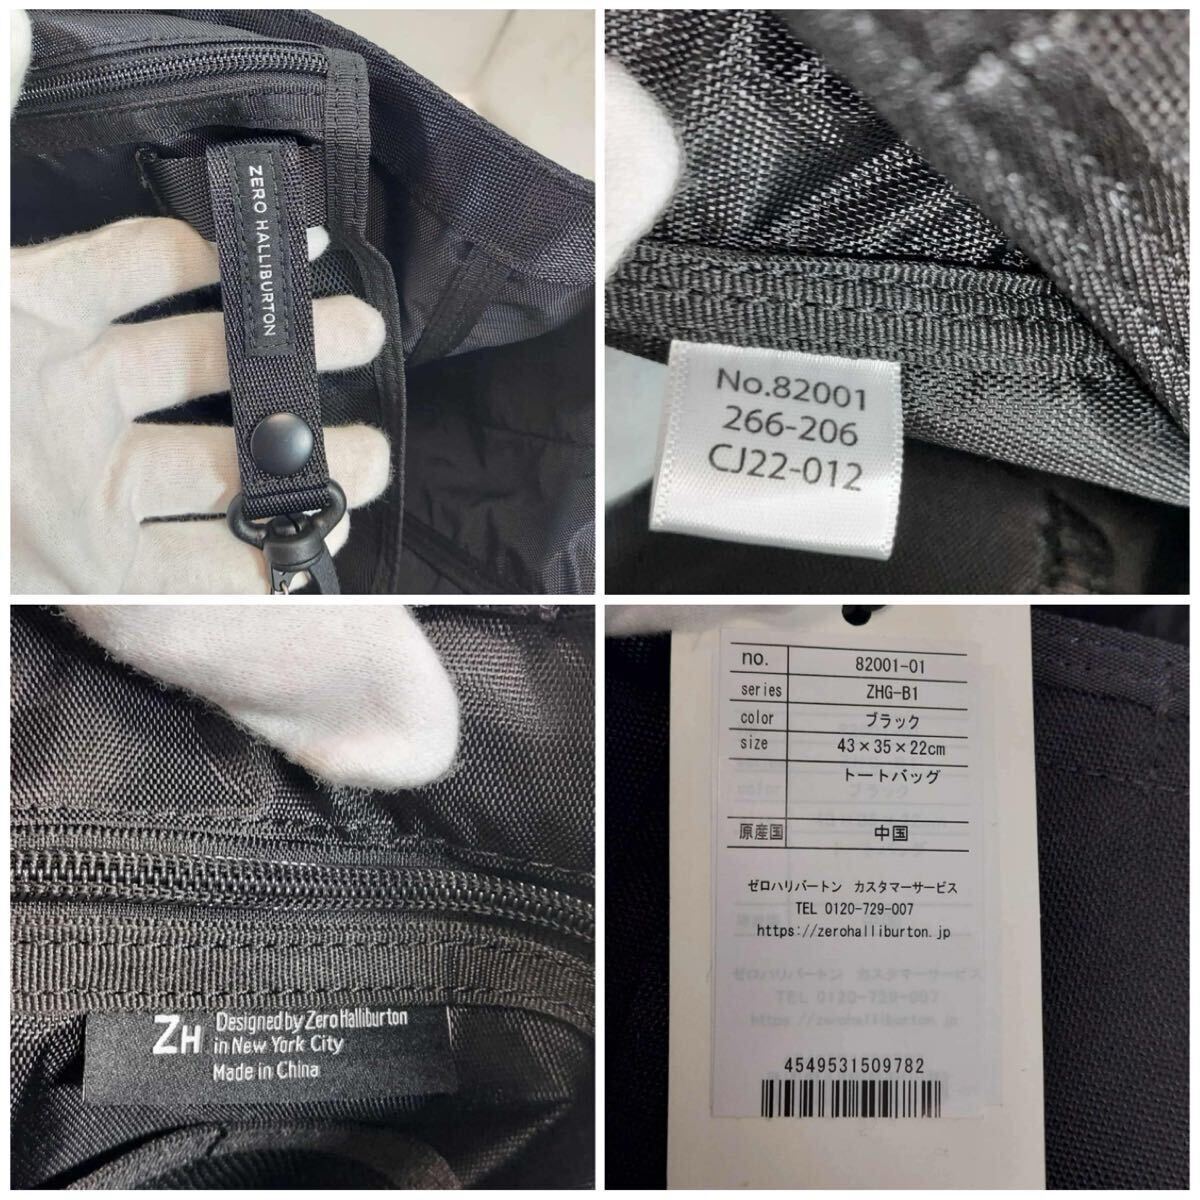 ZERO HALLIBURTON
No.82001
266-206
CJ22-012
ZH Designed by Zero Halliburton
in New York City
Made in China
no. 82001-01
series ZHG-B1
color ブラック
size 43×35×22cm
トートバッグ
原産国 中国
ゼロハリバートン カスタマーサービス
TEL 0120-729-007
https://zerohalliburton.jp
4549531509782